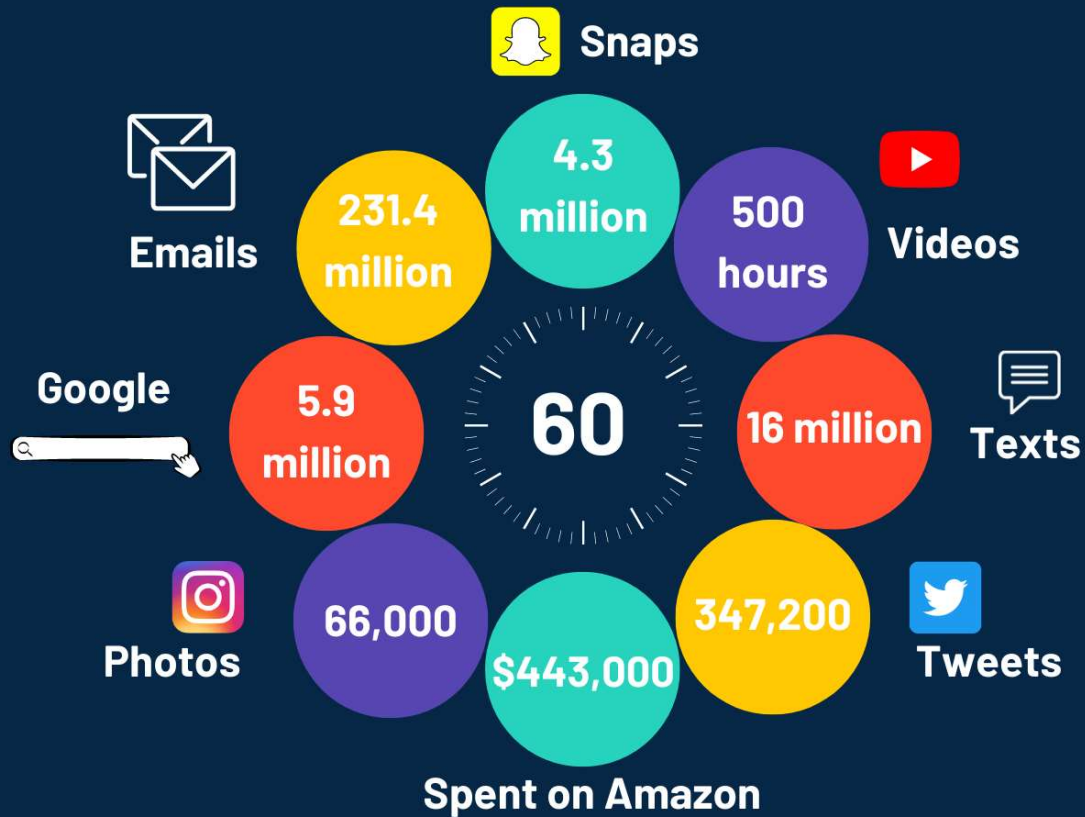 Snaps
4.3
million
500
hours
Videos
16 million
Texts
347,200
Tweets
$443,000
Spent on Amazon
66,000
Photos
5.9
million
Google
231.4
million
Emails
60